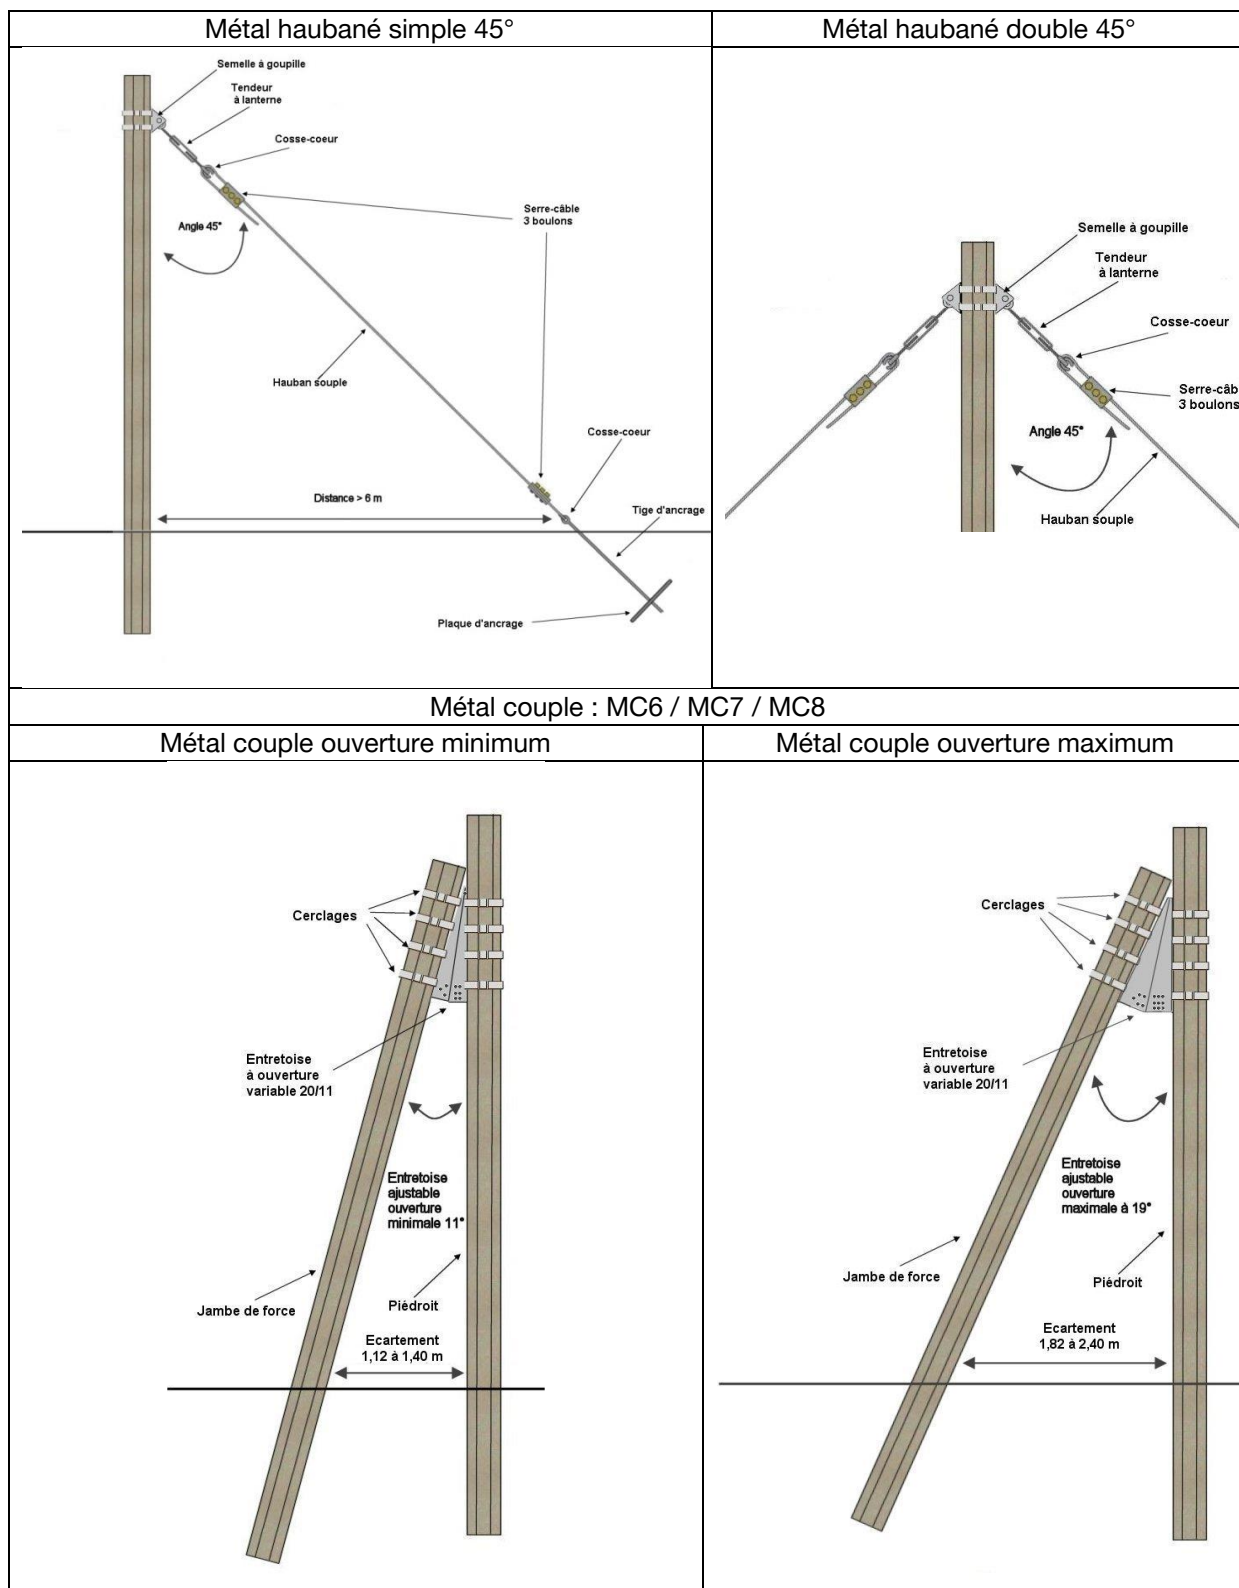 Métal haubané simple 45°
Métal haubané double 45°
Semelle à goupille
Tendeur
à lanterne
Cosse-coeur
Serre-câble
3 boulons
Angle 45°
Hauban souple
Cosse-coeur
Distance > 6 m
Tige d'ancrage
Plaque d'ancrage
Semelle à goupille
Tendeur
à lanterne
Cosse-coeur
Serre-câb
3 boulons
Angle 45°
Hauban souple
Métal couple : MC6 / MC7 / MC8
Métal couple ouverture minimum
Métal couple ouverture maximum
Cerclages
Entretoise
à ouverture
variable 20/11
Entretoise
ajustable
ouverture
minimale 11°
Jambe de force
Piédroit
Ecartement
1,12 à 1,40 m
Cerclages
Entretoise
à ouverture
variable 20/11
Entretoise
ajustable
ouverture
maximale à 19°
Jambe de force
Piédroit
Ecartement
1,82 à 2,40 m